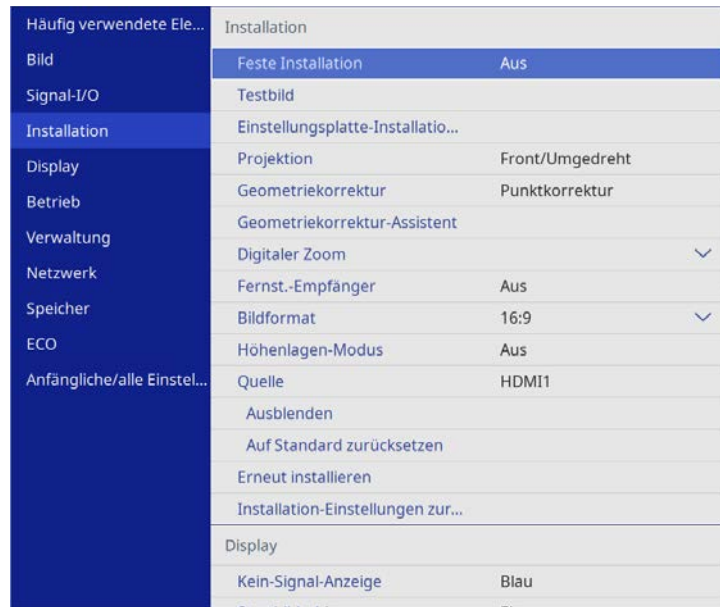 Häufig verwendete Ele...
Bild
Signal-I/O
Installation
Display
Betrieb
Verwaltung
Netzwerk
Speicher
ECO
Anfängliche/alle Einstel...
Installation
Feste Installation Aus
Testbild
Einstellungsplatte-Installatio...
Projektion Front/Umgedreht
Geometriekorrektur Punktkorrektur
Geometriekorrektur-Assistent
Digitaler Zoom
Fernst.-Empfänger Aus
Bildformat 16:9
Höhenlagen-Modus Aus
Quelle HDMI1
Ausblenden
Auf Standard zurücksetzen
Erneut installieren
Installation-Einstellungen zur...
Display
Kein-Signal-Anzeige Blau